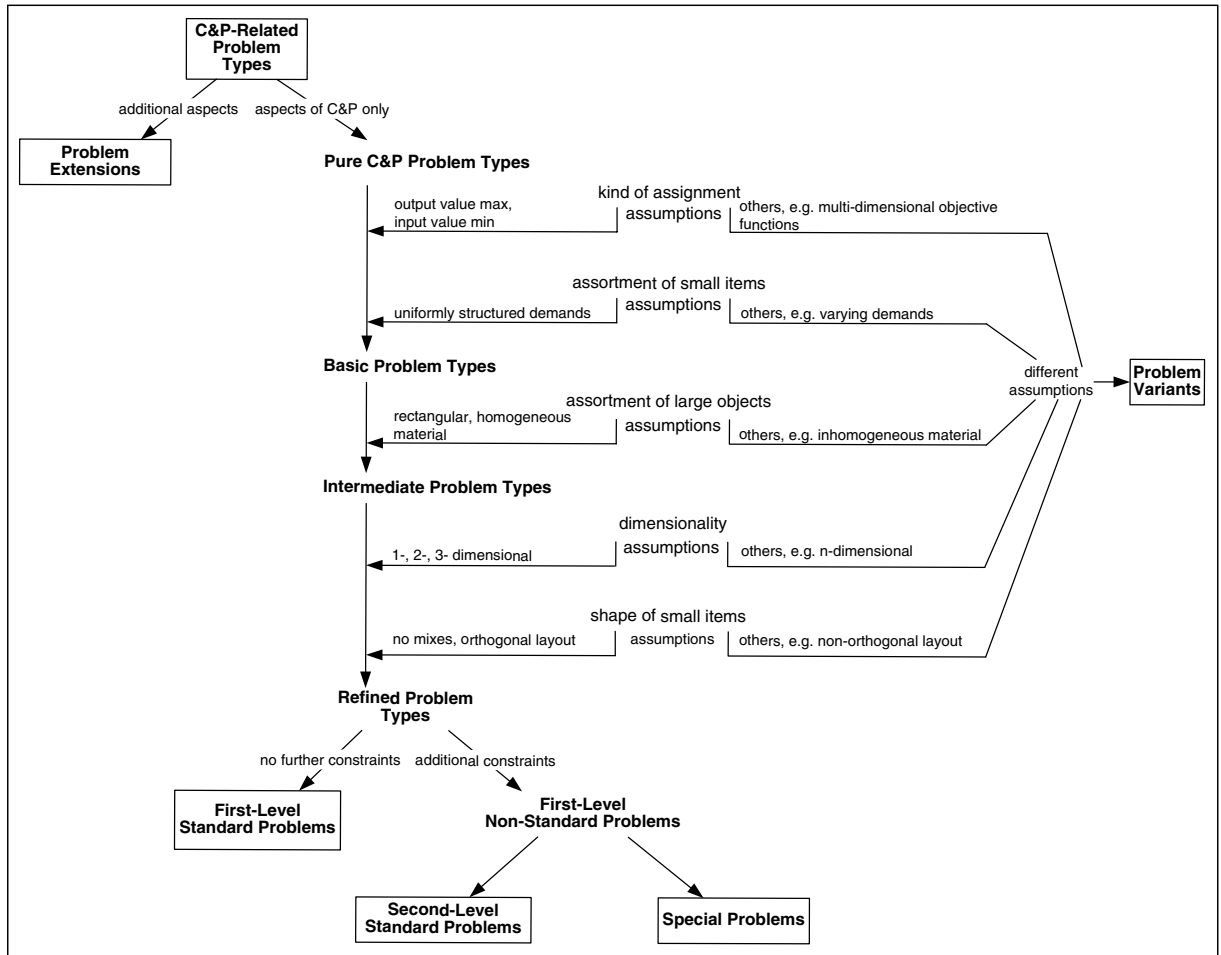 C&P-Related
Problem
Types
additional aspects
aspects of C&P only
Problem
Extensions
Pure C&P Problem Types
kind of assignment
assumptions
output value max,
input value min
others, e.g. multi-dimensional objective
functions
assortment of small items
assumptions
uniformly structured demands
others, e.g. varying demands
Basic Problem Types
different
assumptions
Problem
Variants
assortment of large objects
assumptions
rectangular, homogeneous
material
others, e.g. inhomogeneous material
Intermediate Problem Types
dimensionality
assumptions
1-, 2-, 3- dimensional
others, e.g. n-dimensional
shape of small items
assumptions
no mixes, orthogonal layout
others, e.g. non-orthogonal layout
Refined Problem
Types
no further constraints
additional constraints
First-Level
Standard Problems
First-Level
Non-Standard Problems
Second-Level
Standard Problems
Special Problems